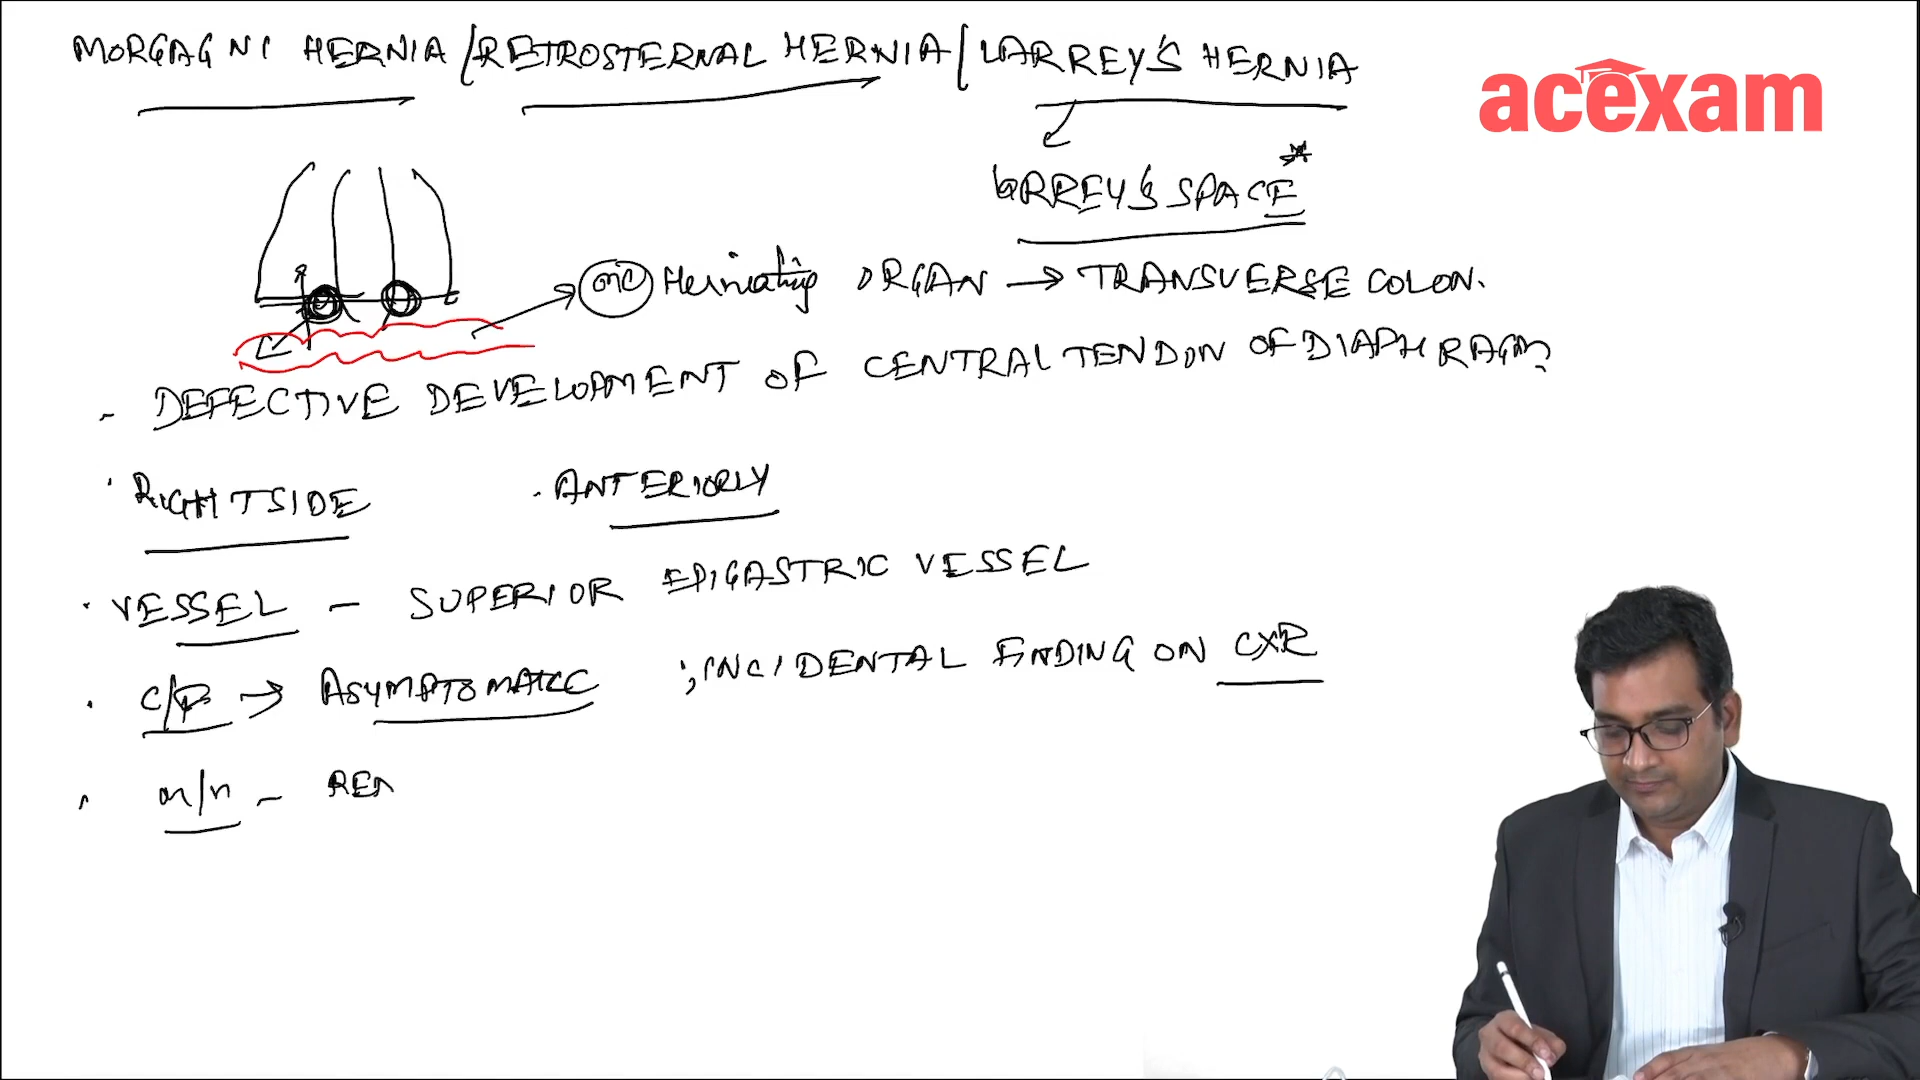 MORGAGNI HERNIA / RETROSTERNAL HERNIA / LARREY'S HERNIA
acexam
LARREY'S SPACE *
MC Herniating ORGAN → TRANSVERSE COLON.
- DEFECTIVE DEVELOPMENT OF CENTRAL TENDON OF DIAPHRAGM
· RIGHT SIDE · ANTERIORLY
· VESSEL - SUPERIOR EPIGASTRIC VESSEL
· C/P → ASYMPTOMATIC ; INCIDENTAL FINDING ON CXR
· m/n - REA